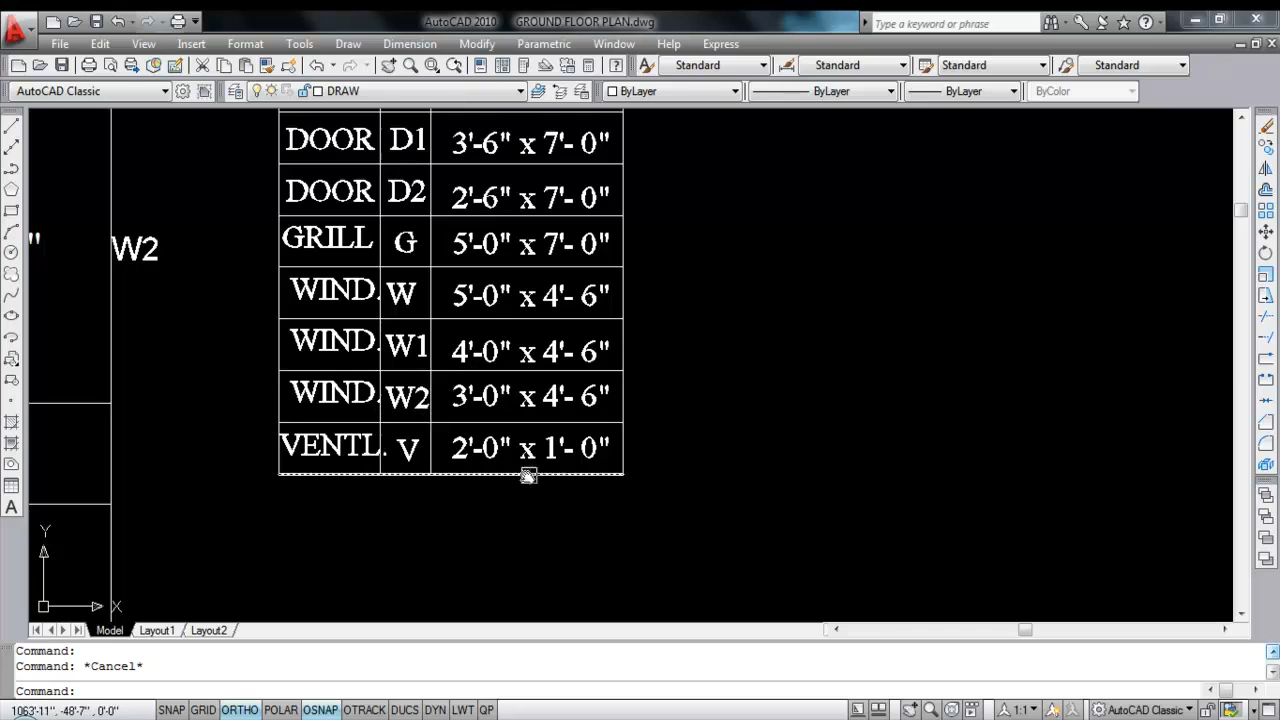 AutoCAD 2010 GROUND FLOOR PLAN.dwg
Type a keyword or phrase
File Edit View Insert Format Tools Draw Dimension Modify Parametric Window Help Express
Standard Standard Standard Standard
AutoCAD Classic DRAW ByLayer ByLayer ByLayer ByColor
DOOR D1 3'-6" x 7'- 0"
DOOR D2 2'-6" x 7'- 0"
GRILL G 5'-0" x 7'- 0"
" W2
WIND. W 5'-0" x 4'- 6"
WIND. W1 4'-0" x 4'- 6"
WIND. W2 3'-0" x 4'- 6"
VENTL. V 2'-0" x 1'- 0"
Y
X
Model Layout1 Layout2
Command:
Command: *Cancel*
Command:
1063'-11", -48'-7" , 0'-0" SNAP GRID ORTHO POLAR OSNAP OTRACK DUCS DYN LWT QP 1:1 AutoCAD Classic